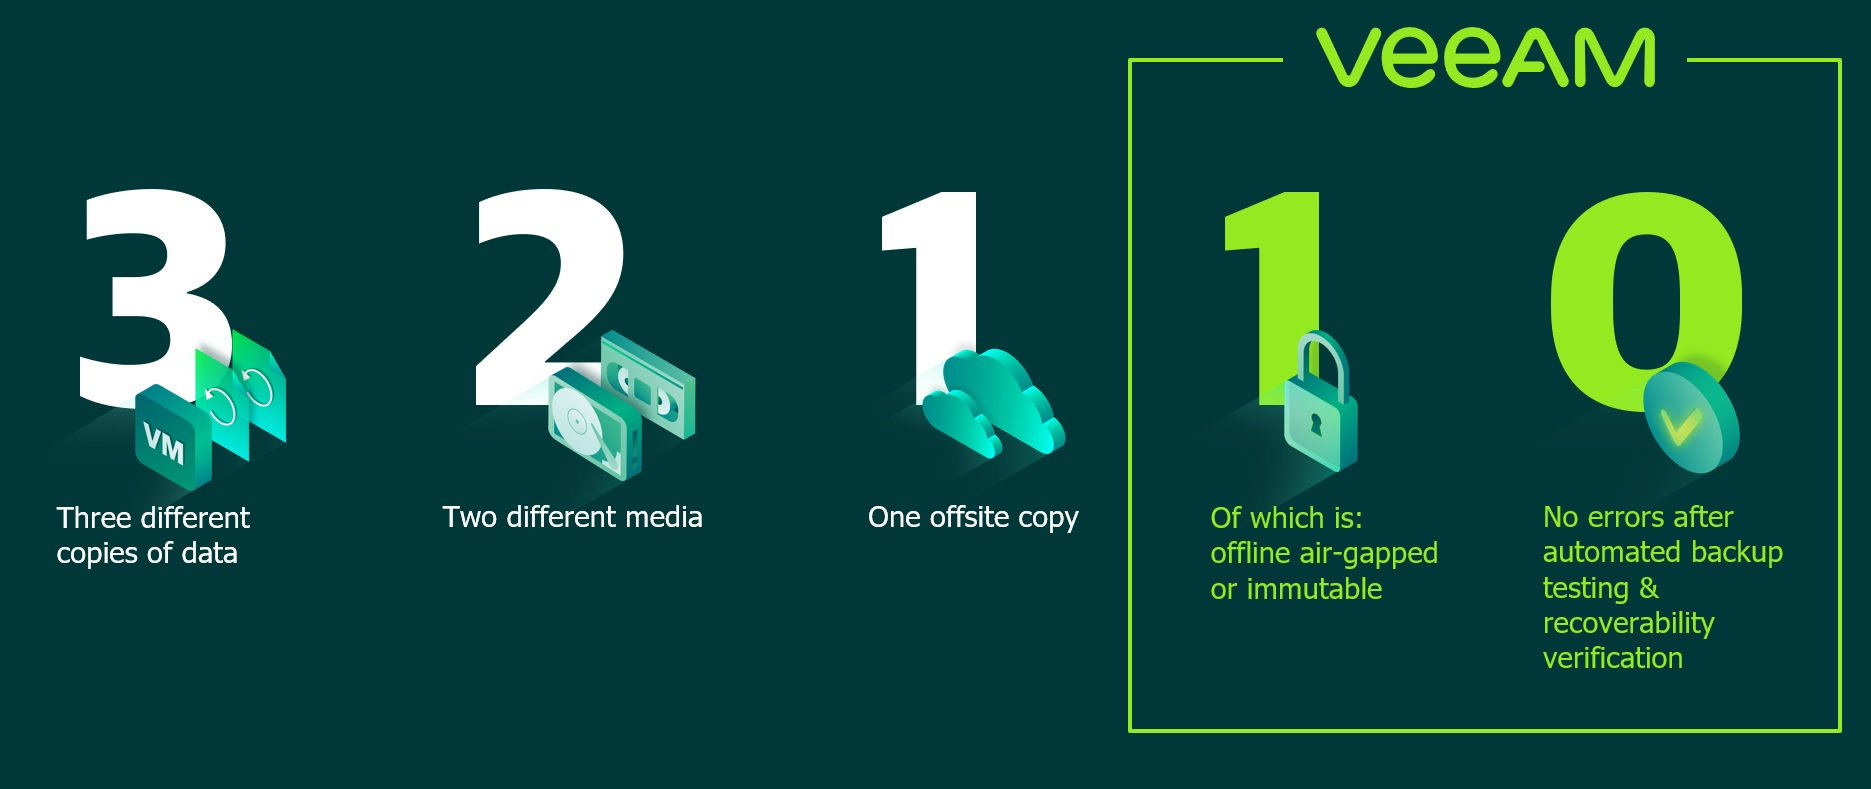 VEEAM
3 2 1 1 0
VM
Three different
copies of data
Two different media
One offsite copy
Of which is:
offline air-gapped
or immutable
No errors after
automated backup
testing &
recoverability
verification